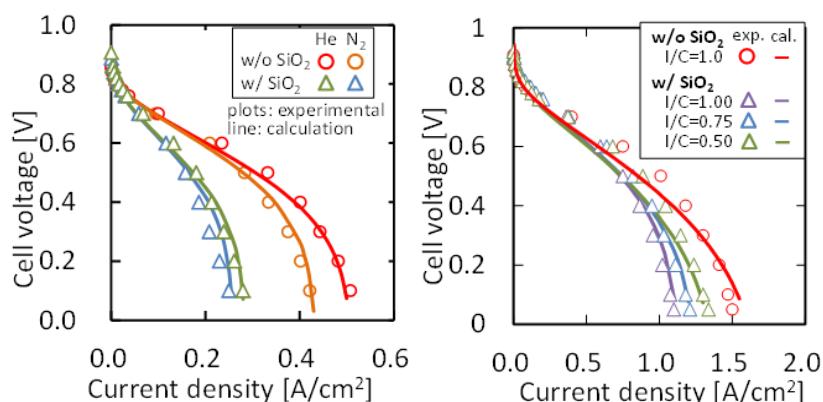 Cell voltage [V]
1.0
0.8
0.6
0.4
0.2
0.0
He N₂
w/o SiO₂
w/ SiO₂
plots: experimental
line: calculation
0.0 0.2 0.4 0.6
Current density [A/cm²]
Cell voltage [V]
1
0.8
0.6
0.4
0.2
0
w/o SiO₂ exp. cal.
I/C=1.0
w/ SiO₂
I/C=1.00
I/C=0.75
I/C=0.50
0.0 0.5 1.0 1.5 2.0
Current density [A/cm²]